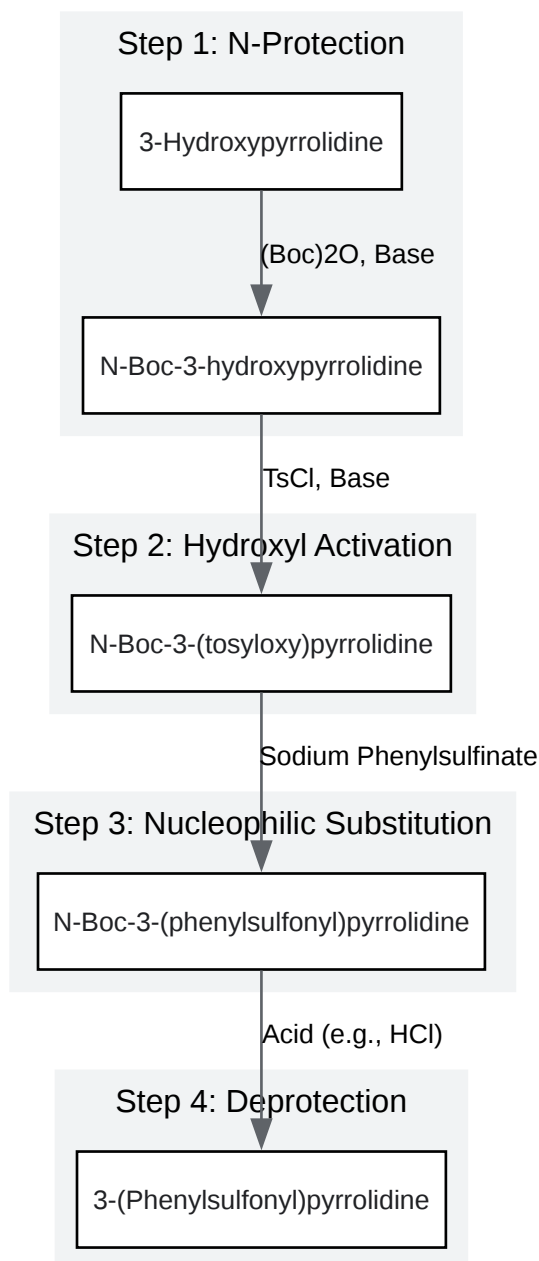 Step 1: N-Protection
3-Hydroxypyrrolidine
(Boc)2O, Base
N-Boc-3-hydroxypyrrolidine
TsCl, Base
Step 2: Hydroxyl Activation
N-Boc-3-(tosyloxy)pyrrolidine
Sodium Phenylsulfinate
Step 3: Nucleophilic Substitution
N-Boc-3-(phenylsulfonyl)pyrrolidine
Acid (e.g., HCl)
Step 4: Deprotection
3-(Phenylsulfonyl)pyrrolidine